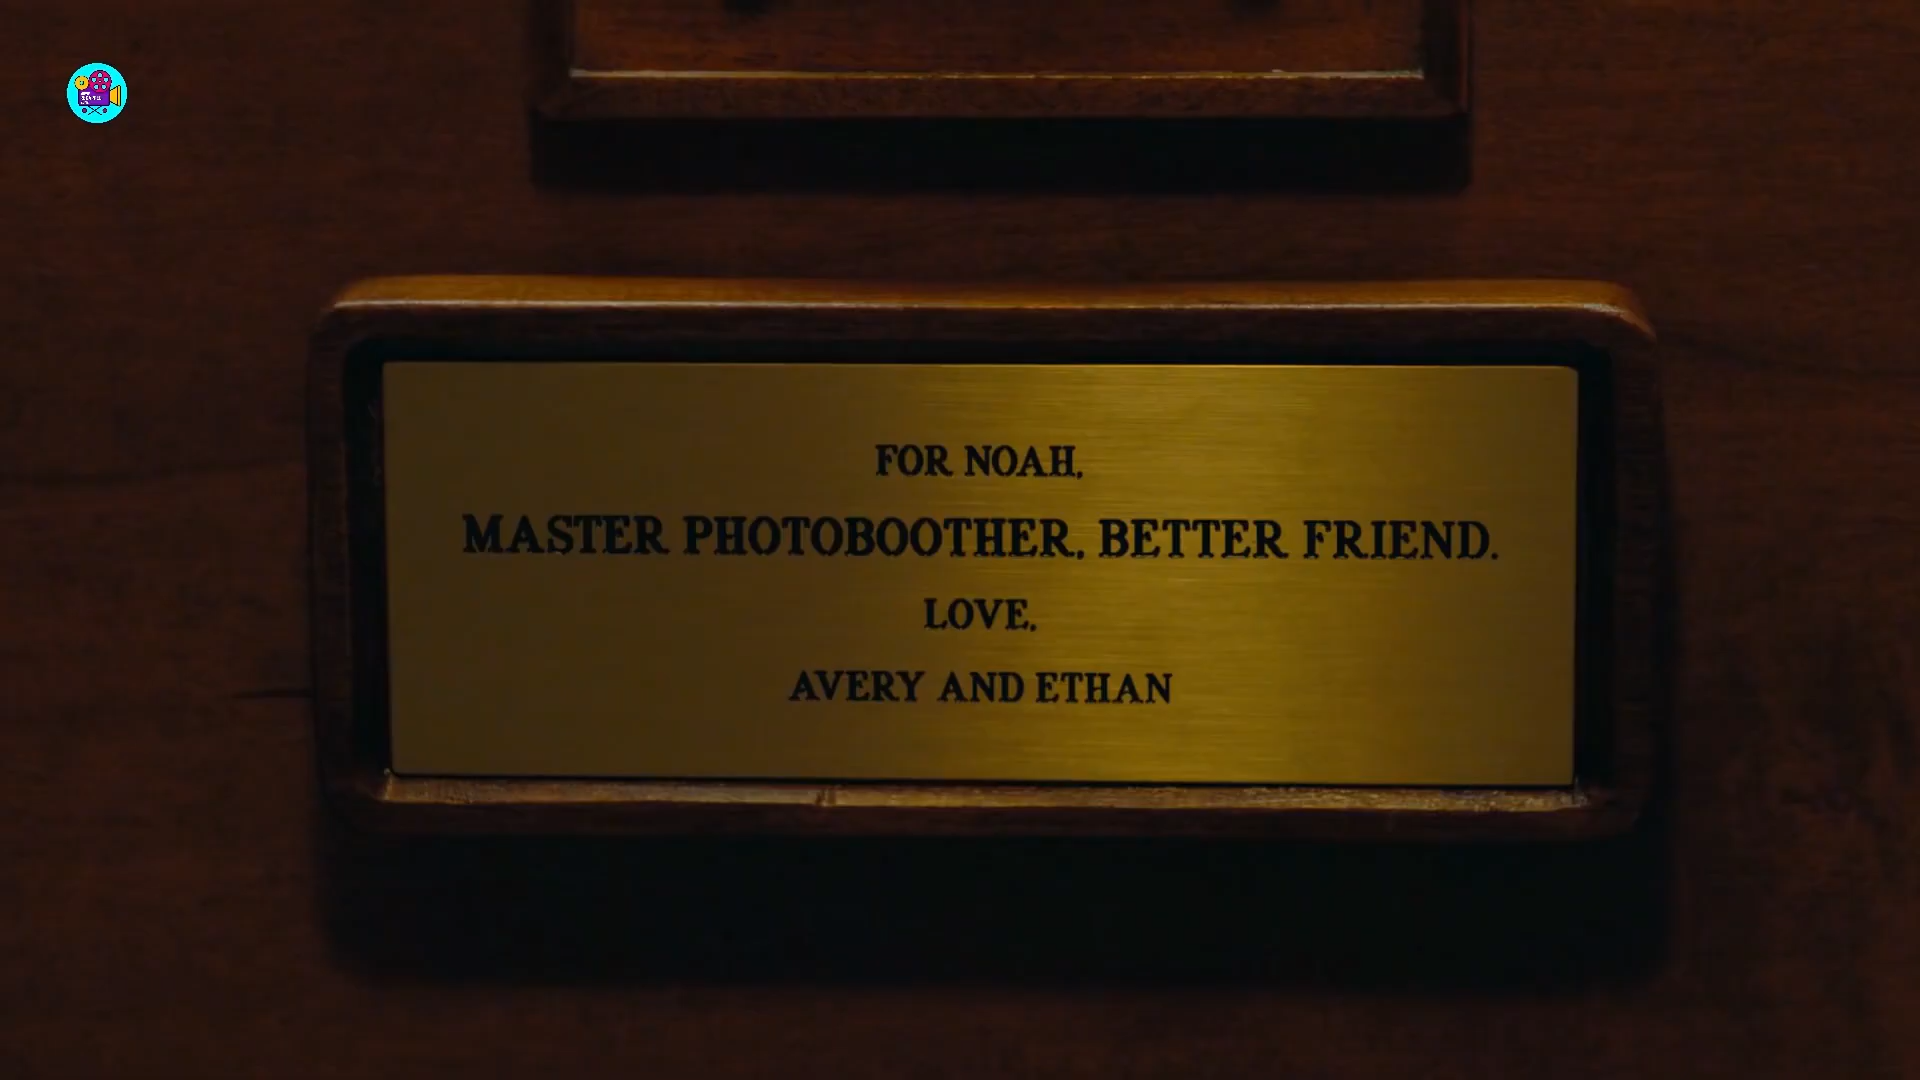 FOR NOAH,
MASTER PHOTOBOOTHER, BETTER FRIEND.
LOVE,
AVERY AND ETHAN